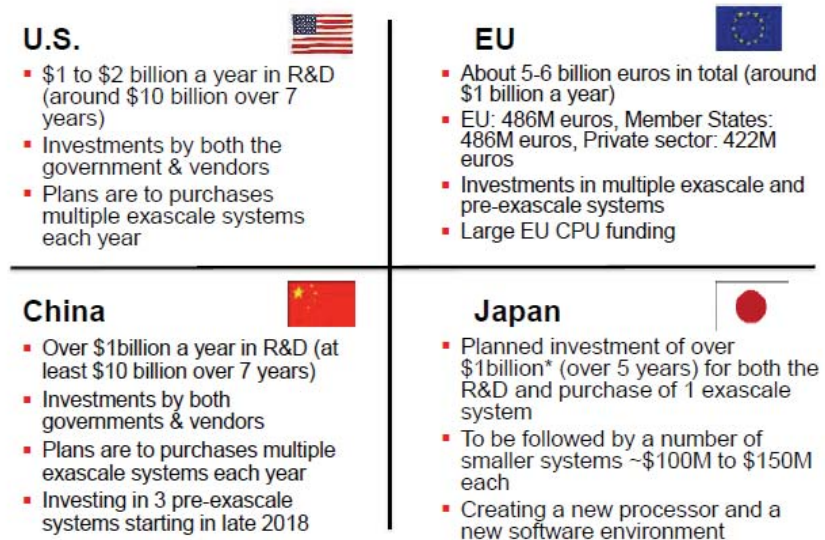 U.S.
▪ $1 to $2 billion a year in R&D
(around $10 billion over 7
years)
▪ Investments by both the
government & vendors
▪ Plans are to purchases
multiple exascale systems
each year
EU
▪ About 5-6 billion euros in total (around
$1 billion a year)
▪ EU: 486M euros, Member States:
486M euros, Private sector: 422M
euros
▪ Investments in multiple exascale and
pre-exascale systems
▪ Large EU CPU funding
China
▪ Over $1billion a year in R&D (at
least $10 billion over 7 years)
▪ Investments by both
governments & vendors
▪ Plans are to purchases multiple
exascale systems each year
▪ Investing in 3 pre-exascale
systems starting in late 2018
Japan
▪ Planned investment of over
$1billion* (over 5 years) for both the
R&D and purchase of 1 exascale
system
▪ To be followed by a number of
smaller systems ~$100M to $150M
each
▪ Creating a new processor and a
new software environment